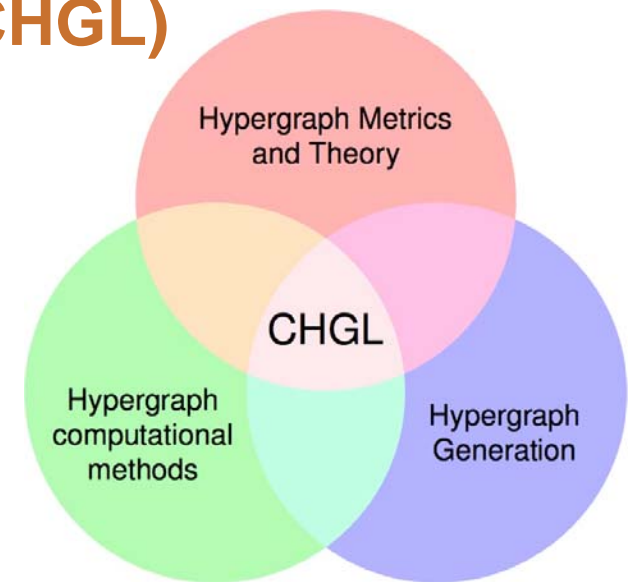 CHGL)
Hypergraph Metrics
and Theory
CHGL
Hypergraph
computational
methods
Hypergraph
Generation